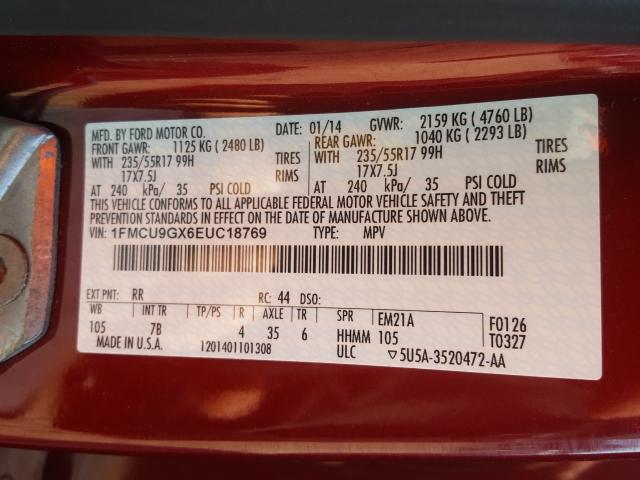 MFD. BY FORD MOTOR CO. DATE: 01/14 GVWR: 2159 KG (4760 LB)
FRONT GAWR: 1125 KG (2480 LB) REAR GAWR: 1040 KG (2293 LB)
WITH 235/55R17 99H TIRES WITH 235/55R17 99H TIRES
17X7.5J RIMS 17X7.5J RIMS
AT 240 kPa/ 35 PSI COLD AT 240 kPa/ 35 PSI COLD
THIS VEHICLE CONFORMS TO ALL APPLICABLE FEDERAL MOTOR VEHICLE SAFETY AND THEFT
PREVENTION STANDARDS IN EFFECT ON THE DATE OF MANUFACTURE SHOWN ABOVE.
VIN: 1FMCU9GX6EUC18769 TYPE: MPV
EXT PNT: RR RC: 44 DSO:
WB INT TR TP/PS R AXLE TR SPR EM21A F0126
105 7B 4 35 6 HHMM 105 T0327
MADE IN U.S.A. 1201401101308 ULC ▽5U5A-3520472-AA